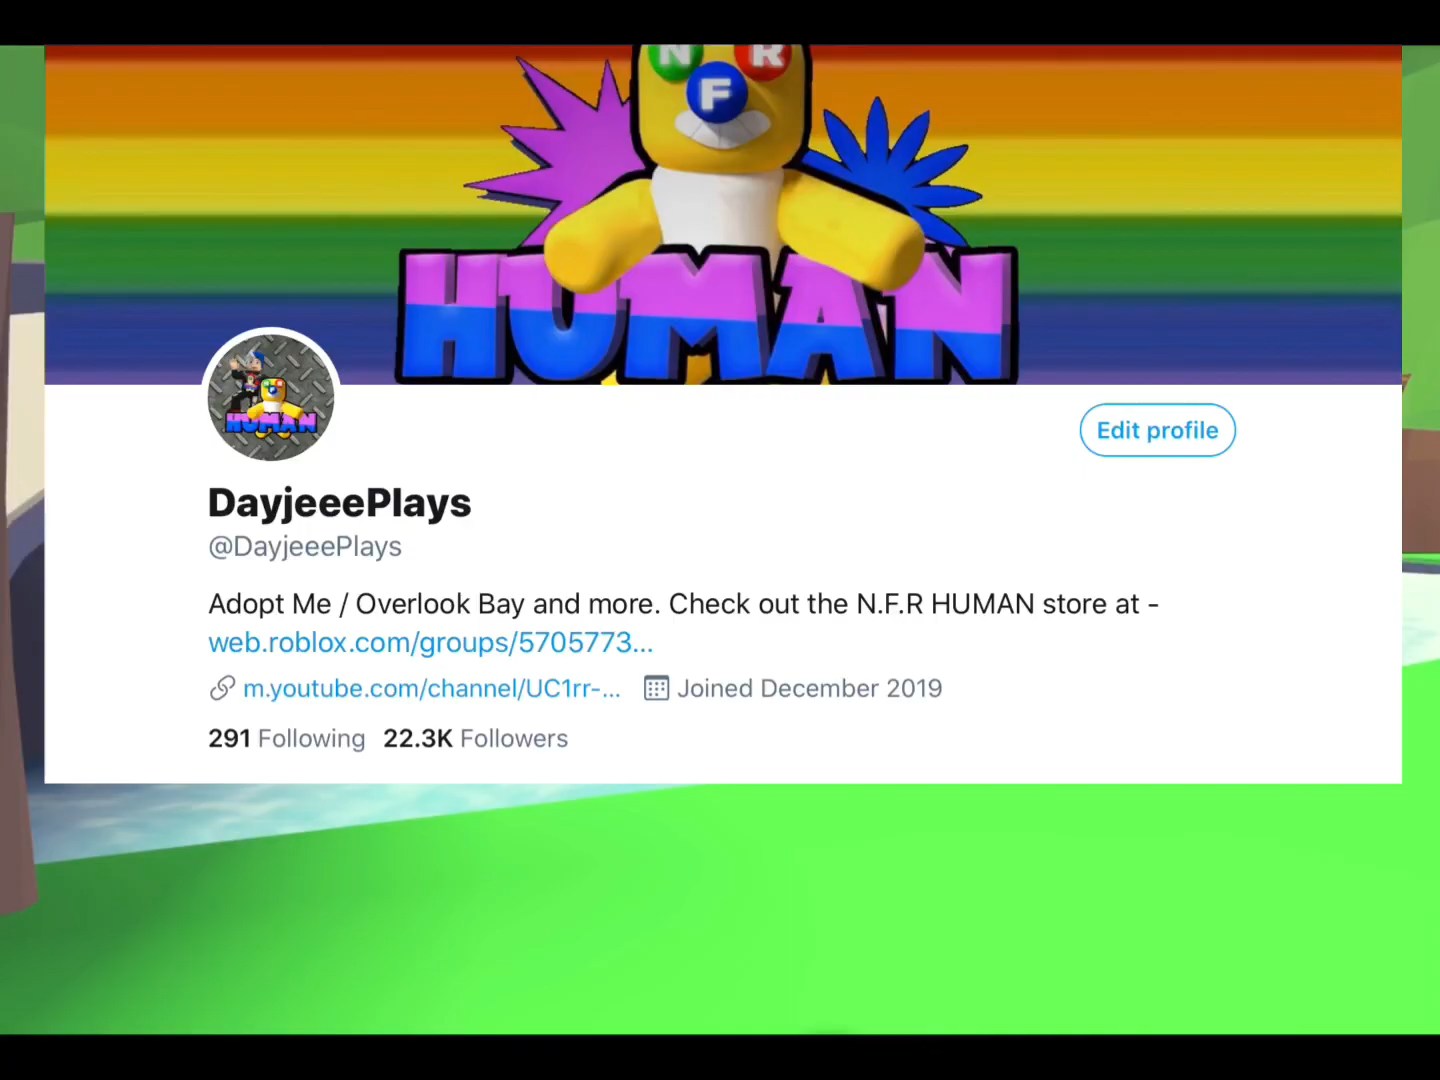 N R
F
HUMAN
HUMAN
Edit profile
DayjeeePlays
@DayjeeePlays
Adopt Me / Overlook Bay and more. Check out the N.F.R HUMAN store at -
web.roblox.com/groups/5705773...
m.youtube.com/channel/UC1rr-... Joined December 2019
291 Following 22.3K Followers